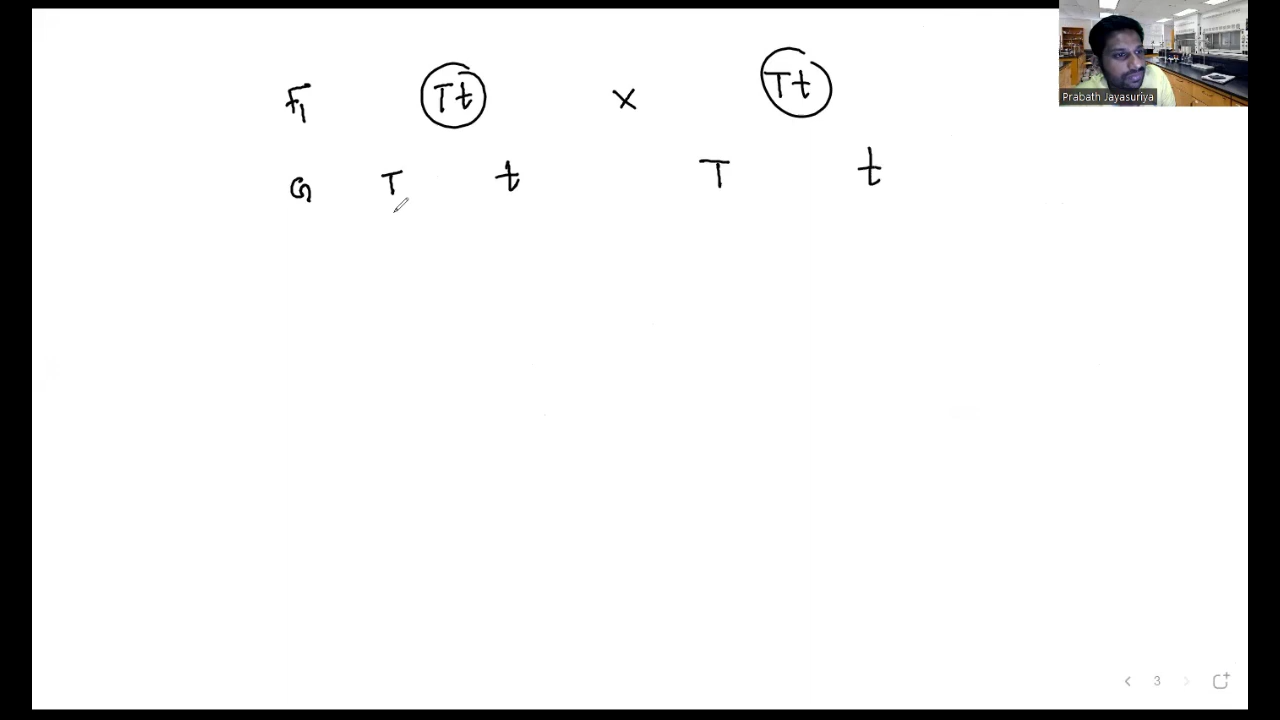 F₁ Tt × Tt
G T t T t
Prabath Jayasuriya
< 3 >